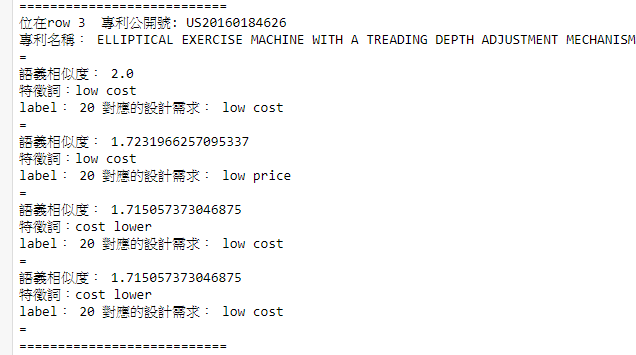 ===========================
位在row 3  專利公開號: US20160184626
專利名稱： ELLIPTICAL EXERCISE MACHINE WITH A TREADING DEPTH ADJUSTMENT MECHANISM
=
語義相似度： 2.0
特徵詞：low cost
label： 20 對應的設計需求： low cost
=
語義相似度： 1.7231966257095337
特徵詞：low cost
label： 20 對應的設計需求： low price
=
語義相似度： 1.715057373046875
特徵詞：cost lower
label： 20 對應的設計需求： low cost
=
語義相似度： 1.715057373046875
特徵詞：cost lower
label： 20 對應的設計需求： low cost
=
===========================